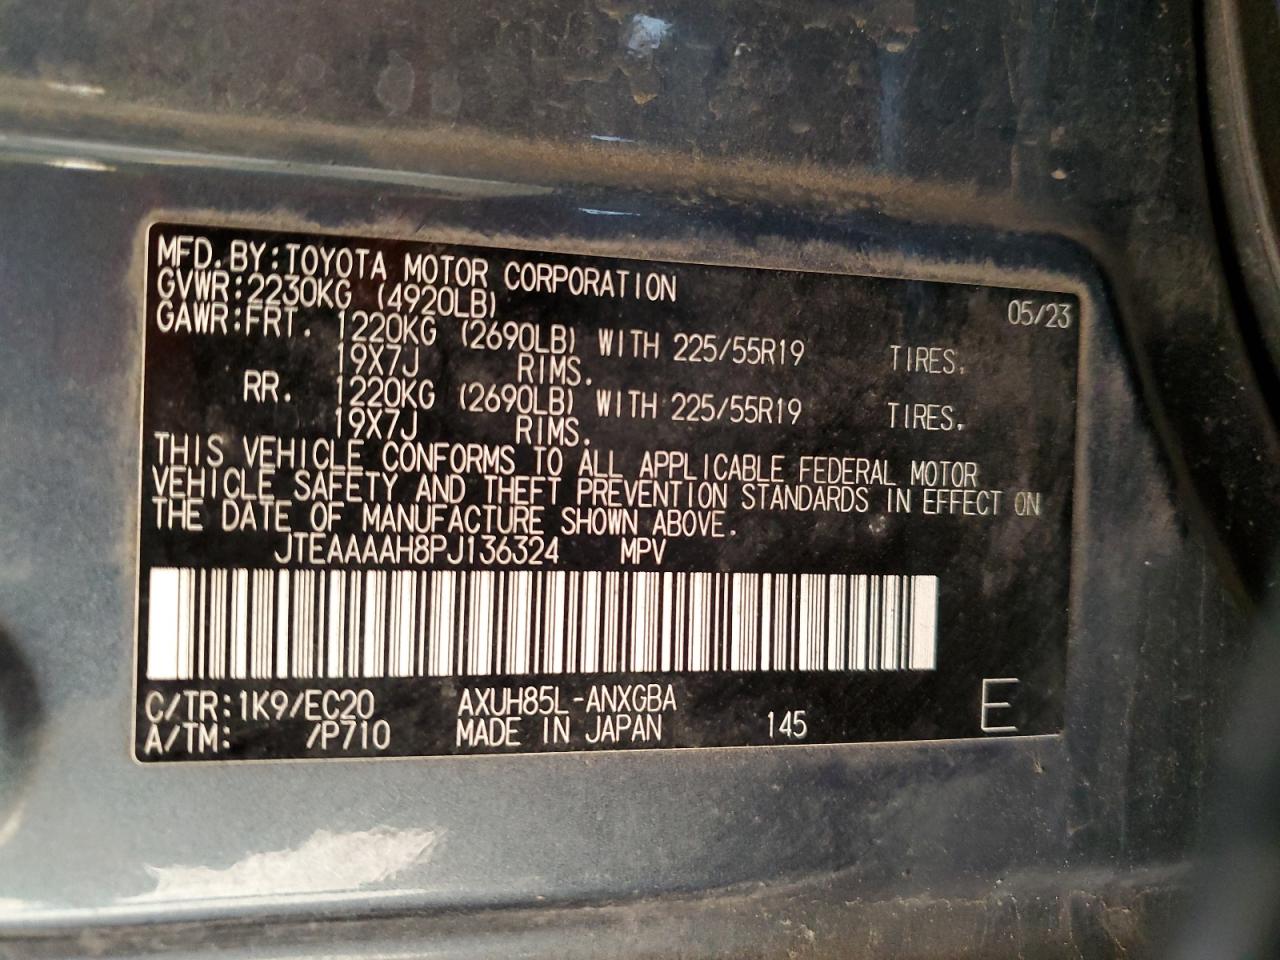 MFD. BY: TOYOTA MOTOR CORPORATION 05/23
GVWR: 2230KG (4920LB)
GAWR: FRT. 1220KG (2690LB) WITH 225/55R19 TIRES,
19X7J RIMS.
RR. 1220KG (2690LB) WITH 225/55R19 TIRES,
19X7J RIMS.
THIS VEHICLE CONFORMS TO ALL APPLICABLE FEDERAL MOTOR
VEHICLE SAFETY AND THEFT PREVENTION STANDARDS IN EFFECT ON
THE DATE OF MANUFACTURE SHOWN ABOVE.
JTEAAAAH8PJ136324 MPV
C/TR: 1K9/EC20 AXUH85L-ANXGBA
A/TM: /P710 MADE IN JAPAN 145 E